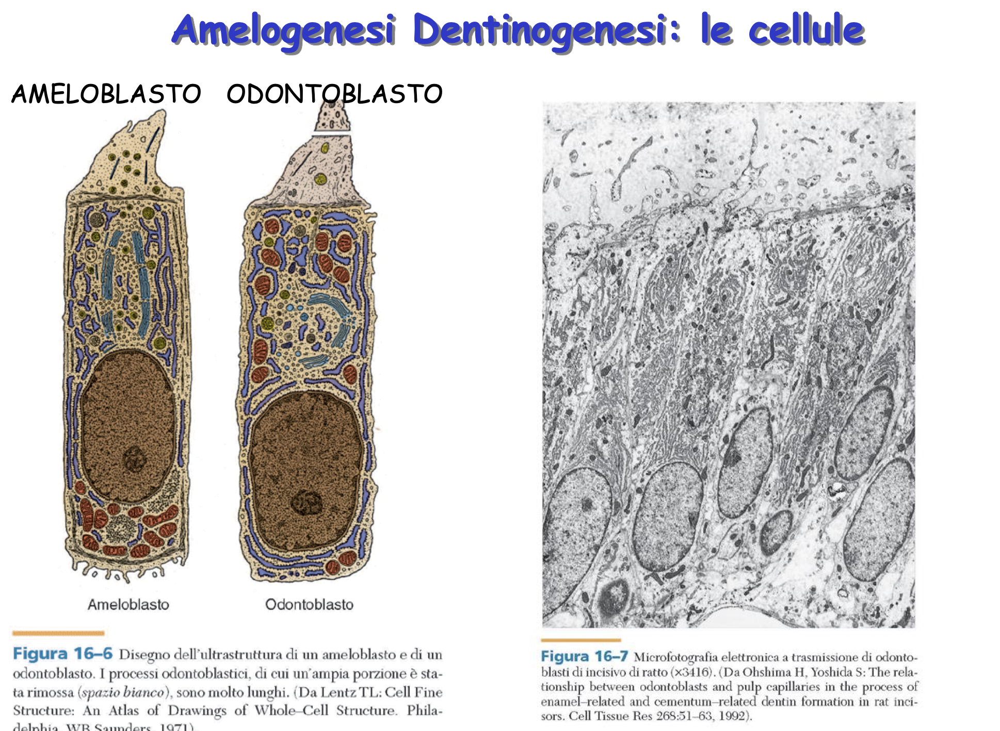 Amelogenesi Dentinogenesi: le cellule
AMELOBLASTO ODONTOBLASTO
Ameloblasto Odontoblasto
Figura 16–6 Disegno dell'ultrastruttura di un ameloblasto e di un
odontoblasto. I processi odontoblastici, di cui un'ampia porzione è sta-
ta rimossa (spazio bianco), sono molto lunghi. (Da Lentz TL: Cell Fine
Structure: An Atlas of Drawings of Whole–Cell Structure. Phila-
delphia, WB Saunders, 1971).
Figura 16–7 Microfotografia elettronica a trasmissione di odonto-
blasti di incisivo di ratto (×3416). (Da Ohshima H, Yoshida S: The rela-
tionship between odontoblasts and pulp capillaries in the process of
enamel–related and cementum–related dentin formation in rat inci-
sors. Cell Tissue Res 268:51–63, 1992).